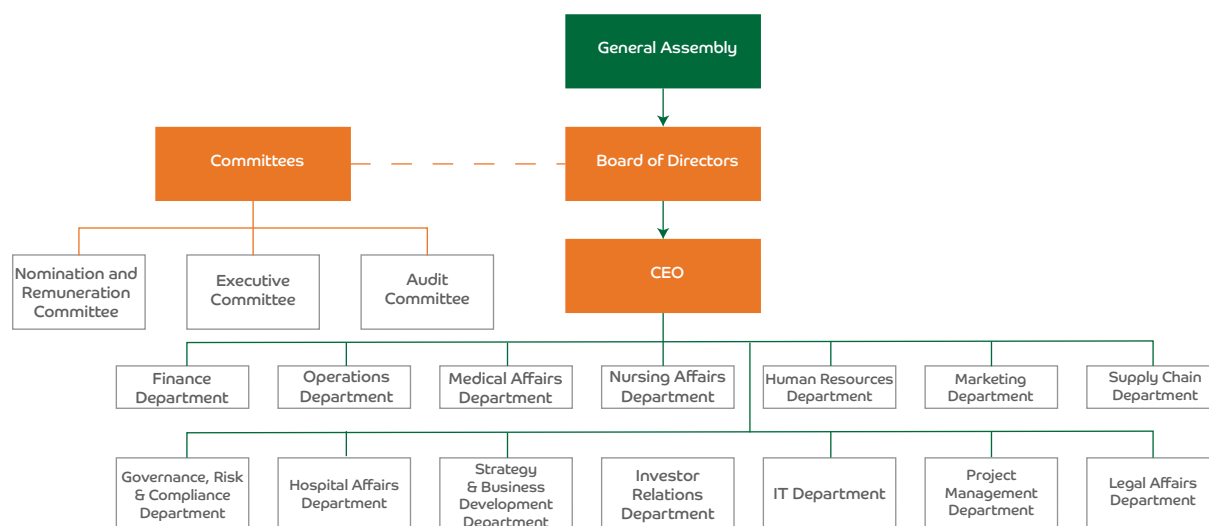 General Assembly
Committees
Board of Directors
CEO
Nomination and
Remuneration
Committee
Executive
Committee
Audit
Committee
Finance
Department
Operations
Department
Medical Affairs
Department
Nursing Affairs
Department
Human Resources
Department
Marketing
Department
Supply Chain
Department
Governance, Risk
& Compliance
Department
Hospital Affairs
Department
Strategy
& Business
Development
Department
Investor
Relations
Department
IT Department
Project
Management
Department
Legal Affairs
Department